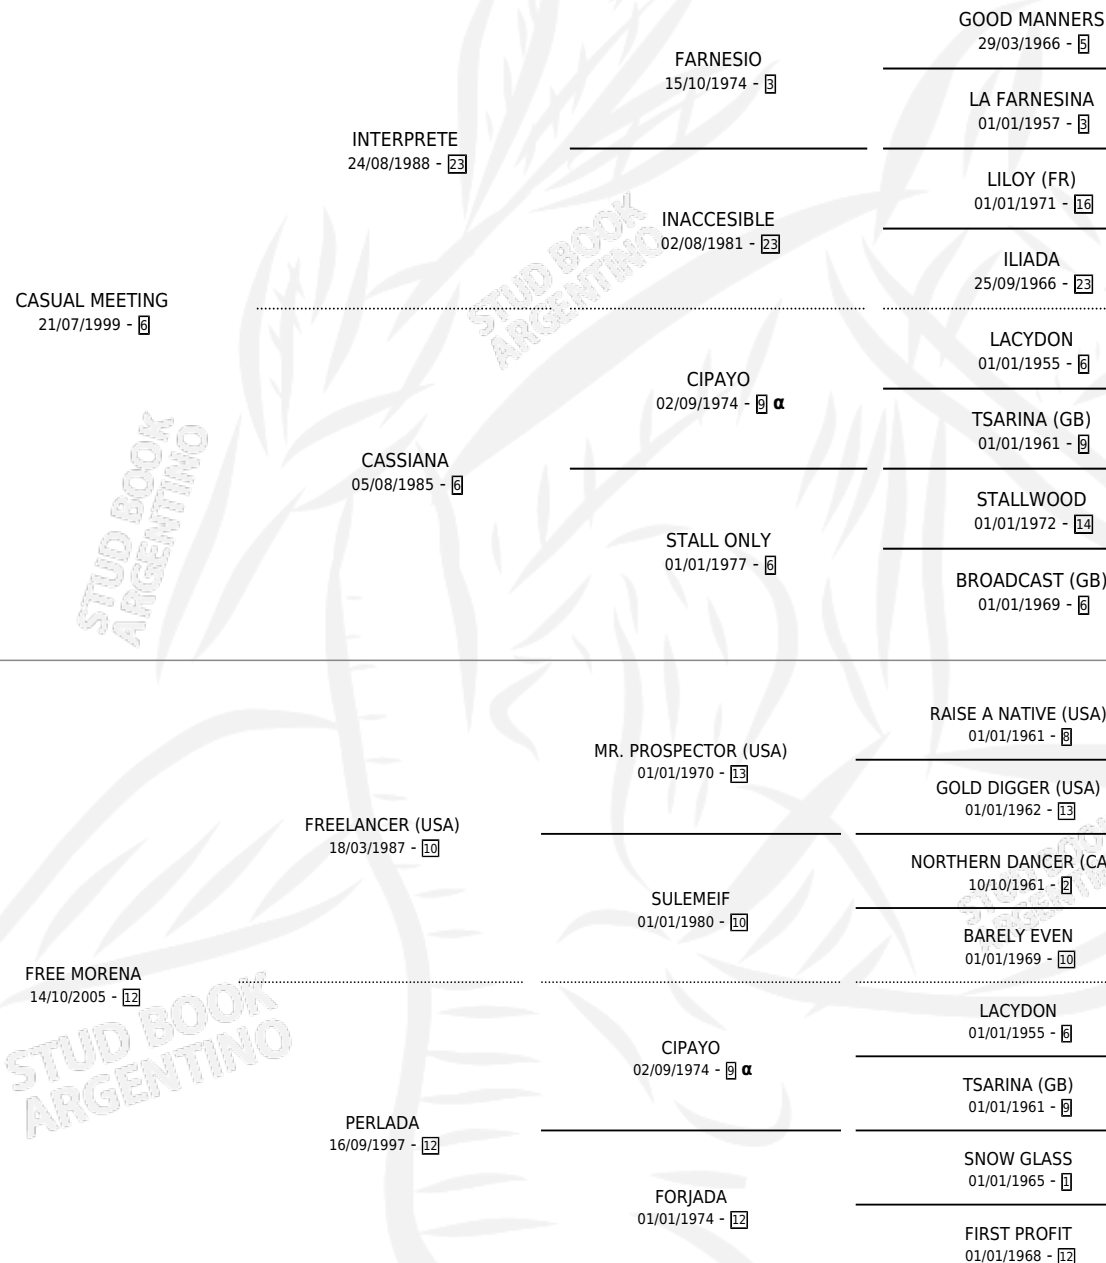 GOOD MANNERS
29/03/1966 - 5
FARNESIO
15/10/1974 - 3
LA FARNESINA
01/01/1957 - 3
INTERPRETE
24/08/1988 - 23
LILOY (FR)
01/01/1971 - 16
INACCESIBLE
02/08/1981 - 23
ILIADA
25/09/1966 - 23
CASUAL MEETING
21/07/1999 - 6
LACYDON
01/01/1955 - 6
CIPAYO
02/09/1974 - 9 α
TSARINA (GB)
01/01/1961 - 9
CASSIANA
05/08/1985 - 6
STALLWOOD
01/01/1972 - 14
STALL ONLY
01/01/1977 - 6
BROADCAST (GB)
01/01/1969 - 6
RAISE A NATIVE (USA)
01/01/1961 - 8
MR. PROSPECTOR (USA)
01/01/1970 - 13
GOLD DIGGER (USA)
01/01/1962 - 13
FREELANCER (USA)
18/03/1987 - 10
NORTHERN DANCER (CA
10/10/1961 - 2
SULEMEIF
01/01/1980 - 10
BARELY EVEN
01/01/1969 - 10
FREE MORENA
14/10/2005 - 12
LACYDON
01/01/1955 - 6
CIPAYO
02/09/1974 - 9 α
TSARINA (GB)
01/01/1961 - 9
PERLADA
16/09/1997 - 12
SNOW GLASS
01/01/1965 - 1
FORJADA
01/01/1974 - 12
FIRST PROFIT
01/01/1968 - 12
STUD BOOK
ARGENTINO
STUD BOOK
ARGENTINO
STUD BOOK
ARGENTINO
STUD BOOK
ARGENTINO